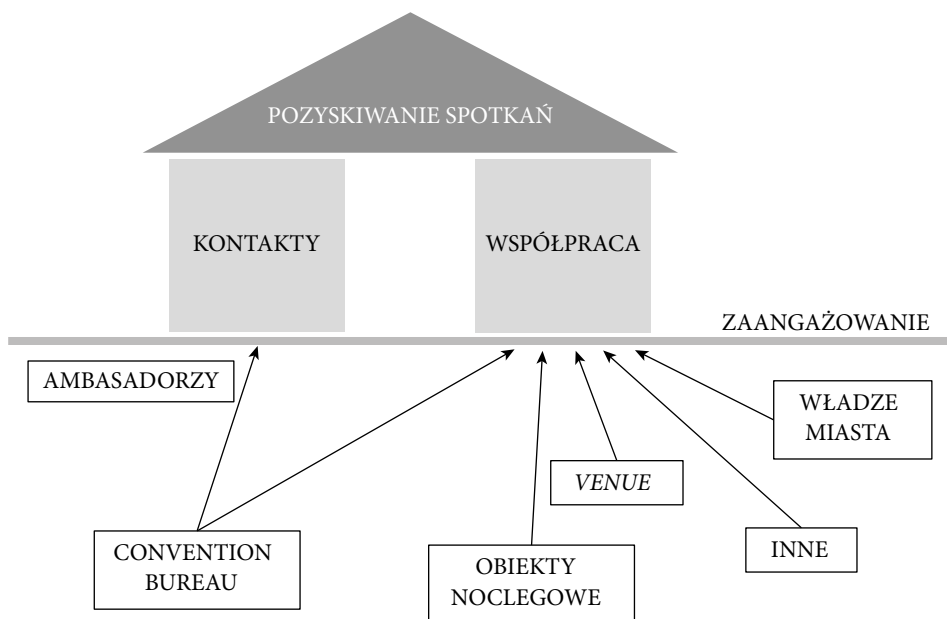 POZYSKIWANIE SPOTKAŃ
KONTAKTY
WSPÓŁPRACA
ZAANGAŻOWANIE
AMBASADORZY
WŁADZE
MIASTA
VENUE
CONVENTION
BUREAU
OBIEKTY
NOCLEGOWE
INNE